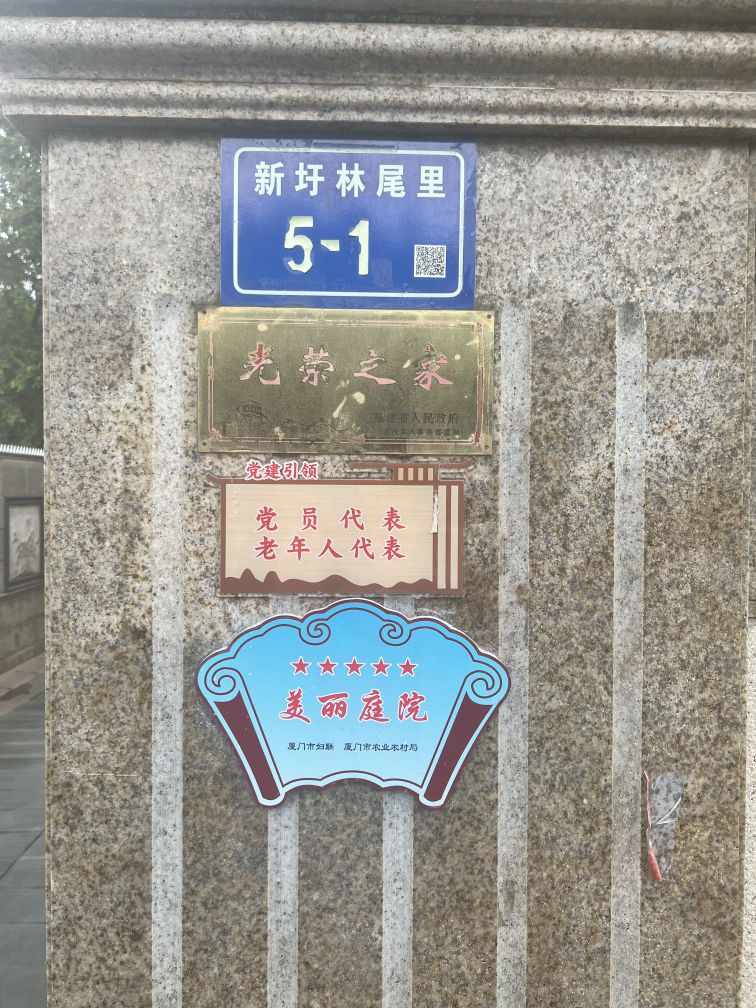 新圩林尾里
5-1
光荣之家
福建省人民政府
党建引领
党员代表
老年人代表
美丽庭院
厦门市妇联 厦门市农业农村局